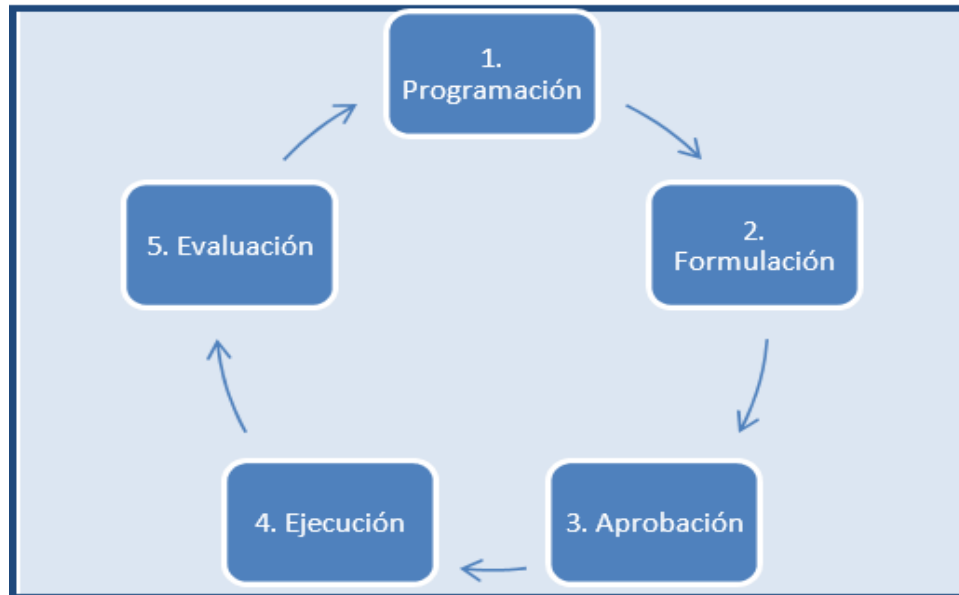 1.
Programación
2.
Formulación
3. Aprobación
4. Ejecución
5. Evaluación